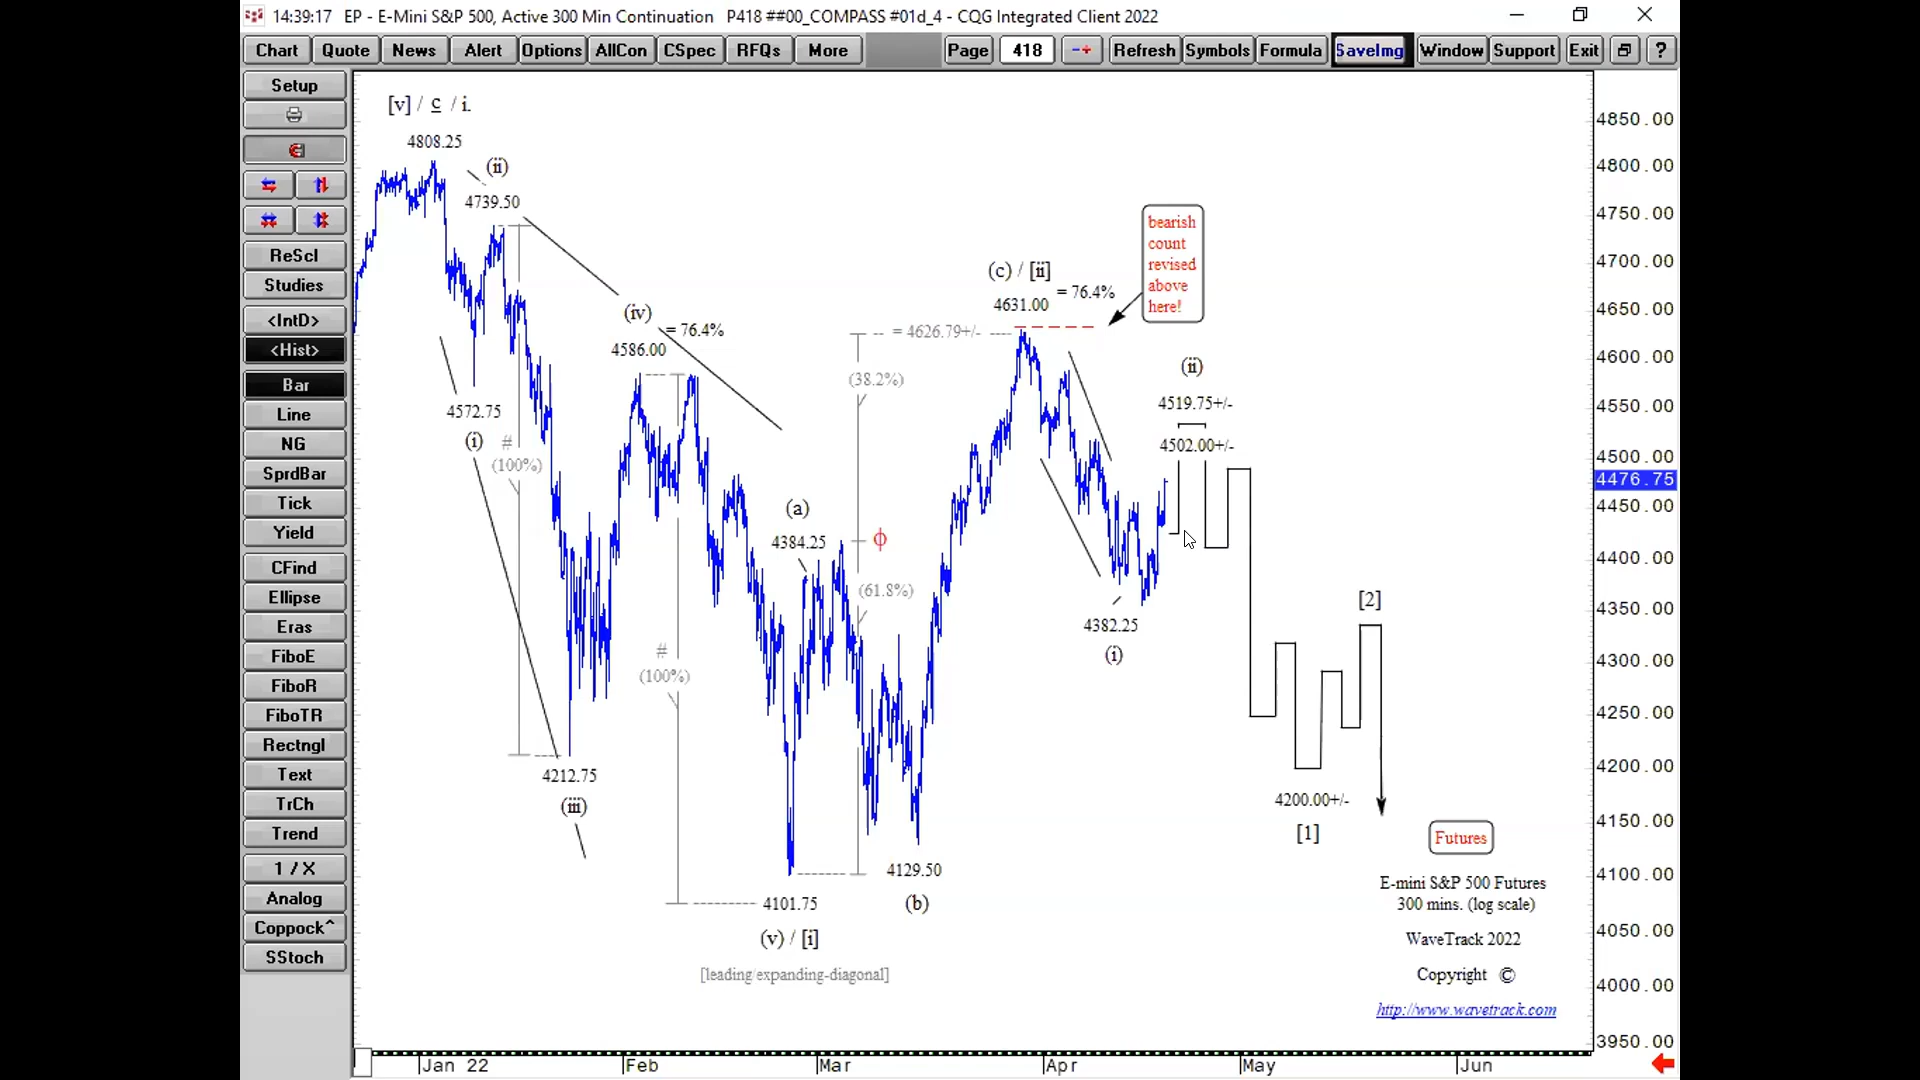 14:39:17 EP - E-Mini S&P 500, Active 300 Min Continuation P418 ##00_COMPASS #01d_4 - CQG Integrated Client 2022
Chart Quote News Alert Options AllCon CSpec RFQs More Page 418 -+ Refresh Symbols Formula SaveImg Window Support Exit ?
Setup
ReScl
Studies
<IntD>
<Hist>
Bar
Line
NG
SprdBar
Tick
Yield
CFind
Ellipse
Eras
FiboE
FiboR
FiboTR
Rectngl
Text
TrCh
Trend
1 / X
Analog
Coppock^
SStoch
[v] / c / i.
4808.25
(ii)
4739.50
4572.75
(i)
#
(100%)
4212.75
(iii)
(iv)
= 76.4%
4586.00
#
(100%)
(a)
4384.25
4101.75
(v) / [i]
[leading/expanding-diagonal]
= 4626.79+/-
(38.2%)
ϕ
(61.8%)
4129.50
(b)
(c) / [ii]
4631.00 = 76.4%
bearish
count
revised
above
here!
4382.25
(i)
(ii)
4519.75+/-
4502.00+/-
4200.00+/-
[1]
[2]
Futures
E-mini S&P 500 Futures
300 mins. (log scale)
WaveTrack 2022
Copyright ©
http://www.wavetrack.com
4850.00
4800.00
4750.00
4700.00
4650.00
4600.00
4550.00
4500.00
4476.75
4450.00
4400.00
4350.00
4300.00
4250.00
4200.00
4150.00
4100.00
4050.00
4000.00
3950.00
Jan 22 Feb Mar Apr May Jun